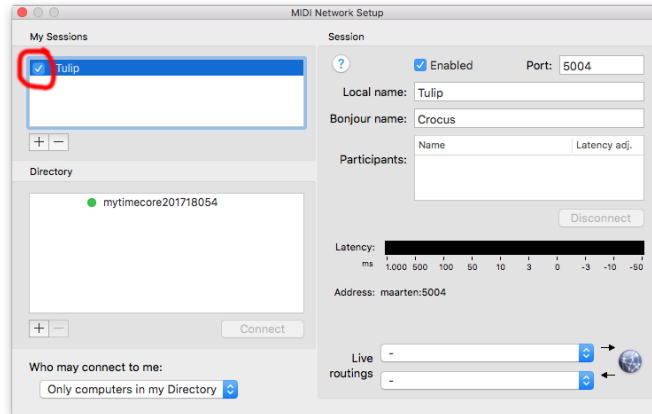 MIDI Network Setup
My Sessions
Tulip
+ −
Directory
mytimecore201718054
+ −
Connect
Who may connect to me:
Only computers in my Directory
Session
?
Enabled
Port: 5004
Local name: Tulip
Bonjour name: Crocus
Participants:
Name Latency adj.
Disconnect
Latency:
ms 1.000 500 100 50 10 3 0 -3 -10 -50
Address: maarten:5004
Live
routings
-
-